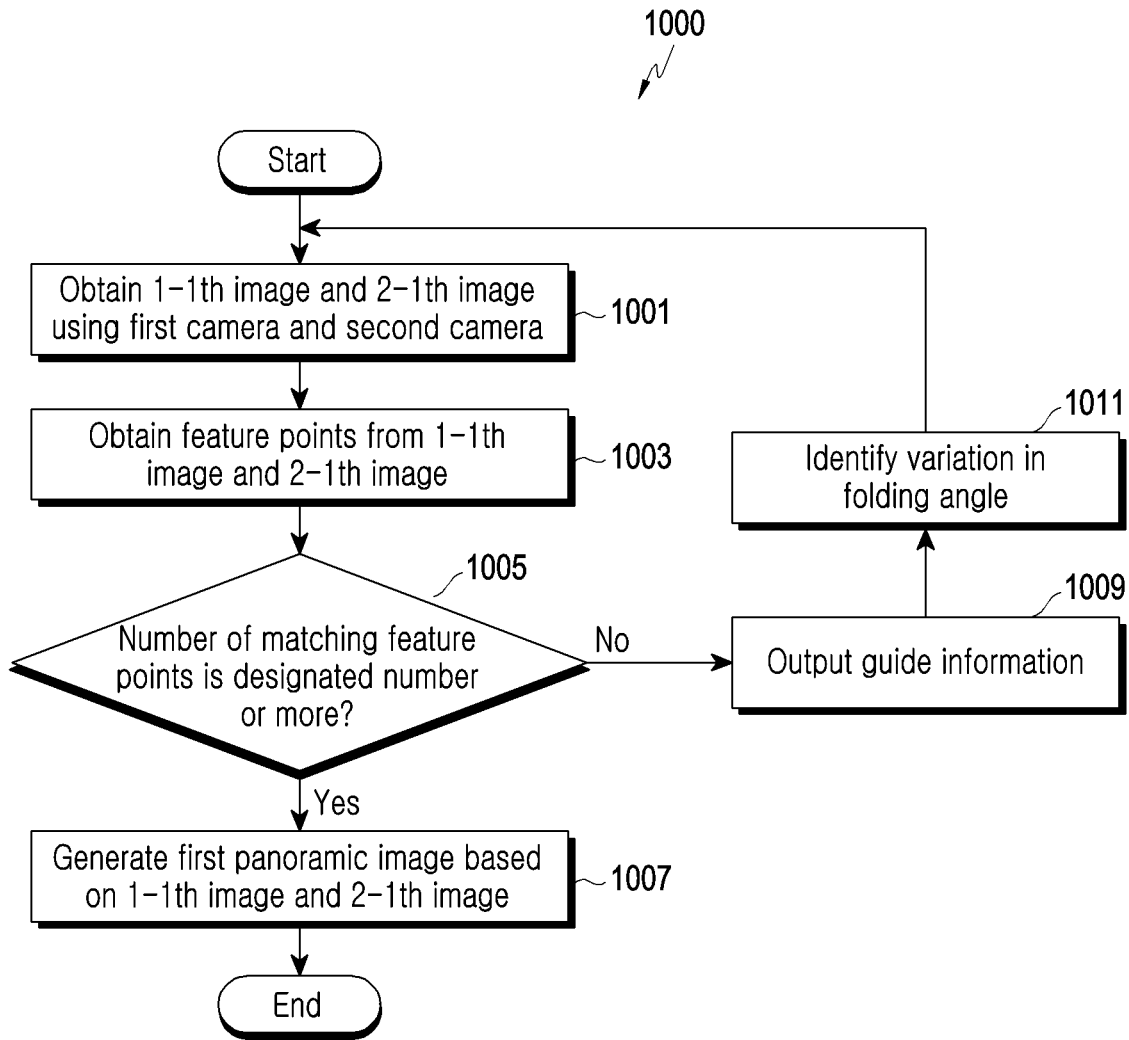 1000
Start
Obtain 1-1th image and 2-1th image
using first camera and second camera
1001
Obtain feature points from 1-1th
image and 2-1th image
1003
1005
Number of matching feature
points is designated number
or more?
No
Yes
Generate first panoramic image based
on 1-1th image and 2-1th image
1007
End
1011
Identify variation in
folding angle
1009
Output guide information